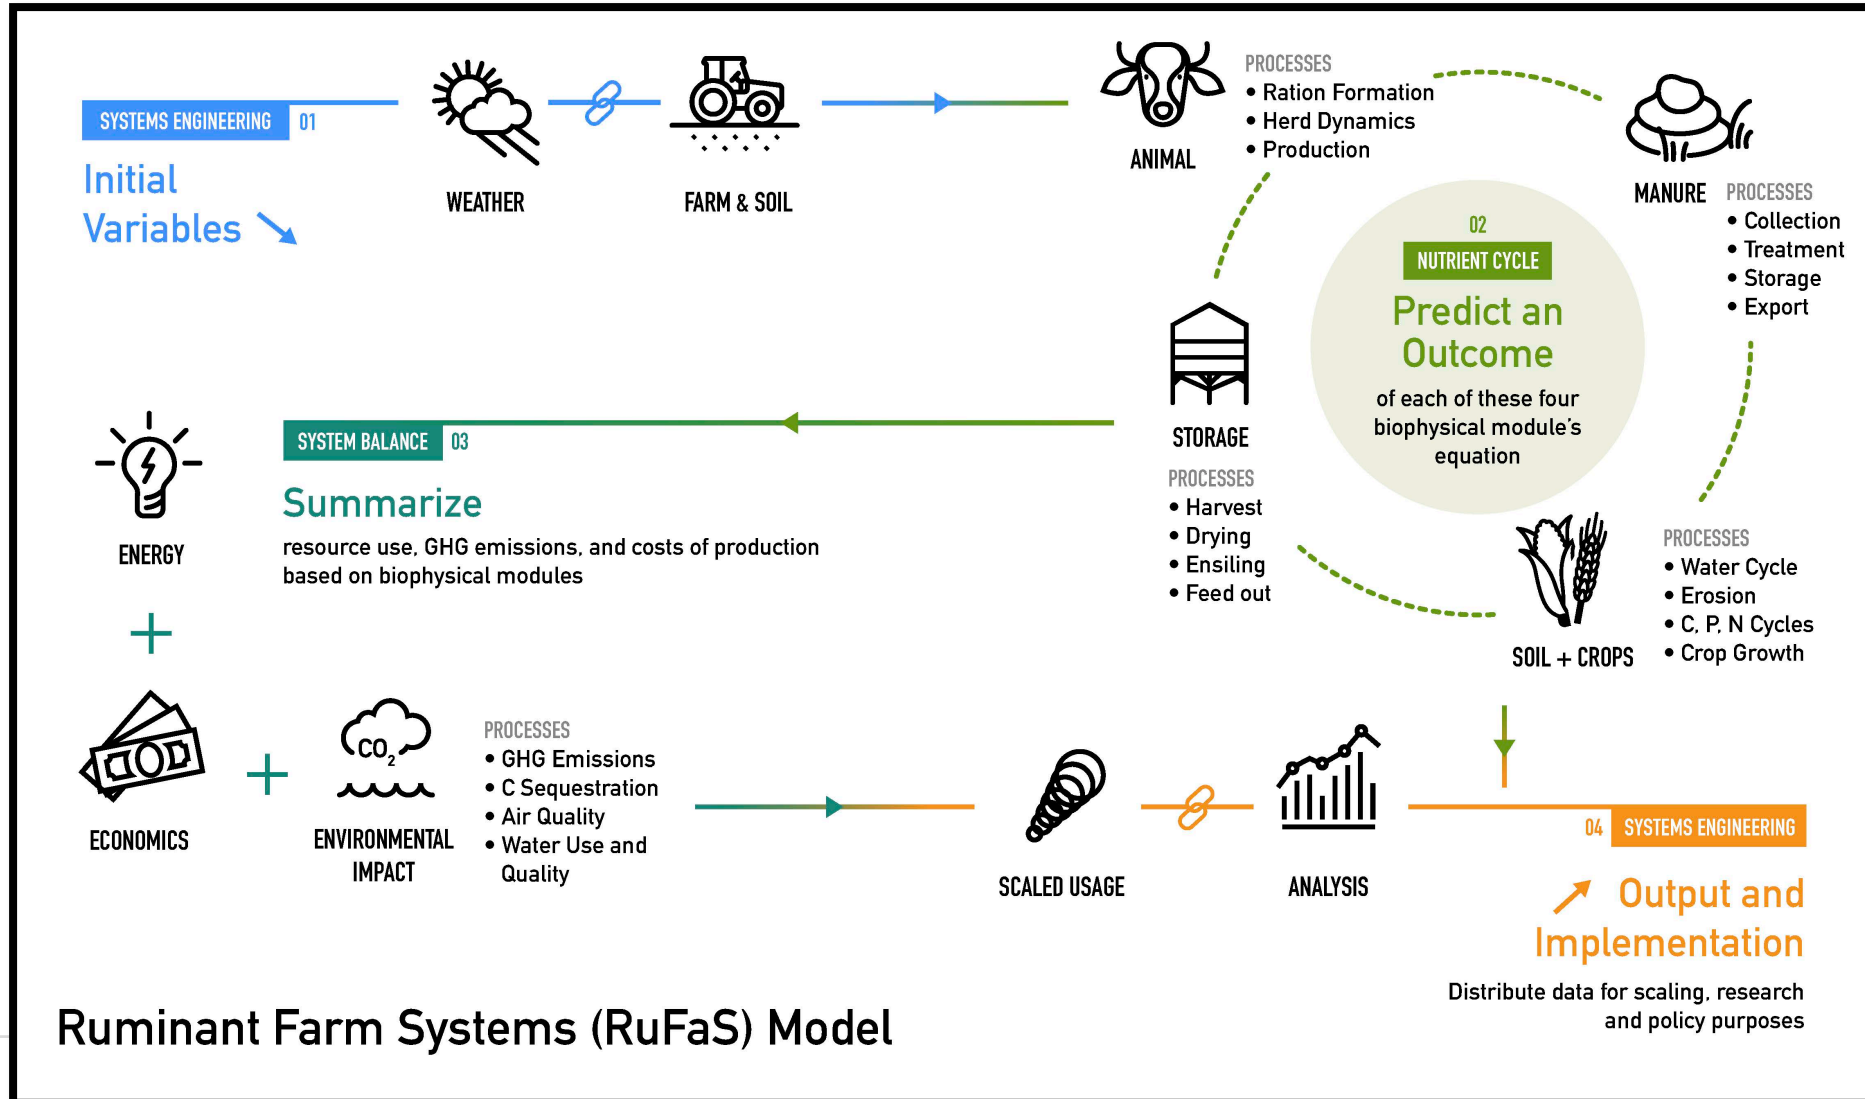 SYSTEMS ENGINEERING 01
Initial
Variables
WEATHER
FARM & SOIL
ANIMAL
PROCESSES
• Ration Formation
• Herd Dynamics
• Production
MANURE
PROCESSES
• Collection
• Treatment
• Storage
• Export
02
NUTRIENT CYCLE
Predict an
Outcome
of each of these four
biophysical module's
equation
STORAGE
PROCESSES
• Harvest
• Drying
• Ensiling
• Feed out
SOIL + CROPS
PROCESSES
• Water Cycle
• Erosion
• C, P, N Cycles
• Crop Growth
SYSTEM BALANCE 03
Summarize
resource use, GHG emissions, and costs of production
based on biophysical modules
ENERGY
+
ECONOMICS
+
CO2
ENVIRONMENTAL
IMPACT
PROCESSES
• GHG Emissions
• C Sequestration
• Air Quality
• Water Use and
Quality
SCALED USAGE
ANALYSIS
04 SYSTEMS ENGINEERING
Output and
Implementation
Distribute data for scaling, research
and policy purposes
Ruminant Farm Systems (RuFaS) Model